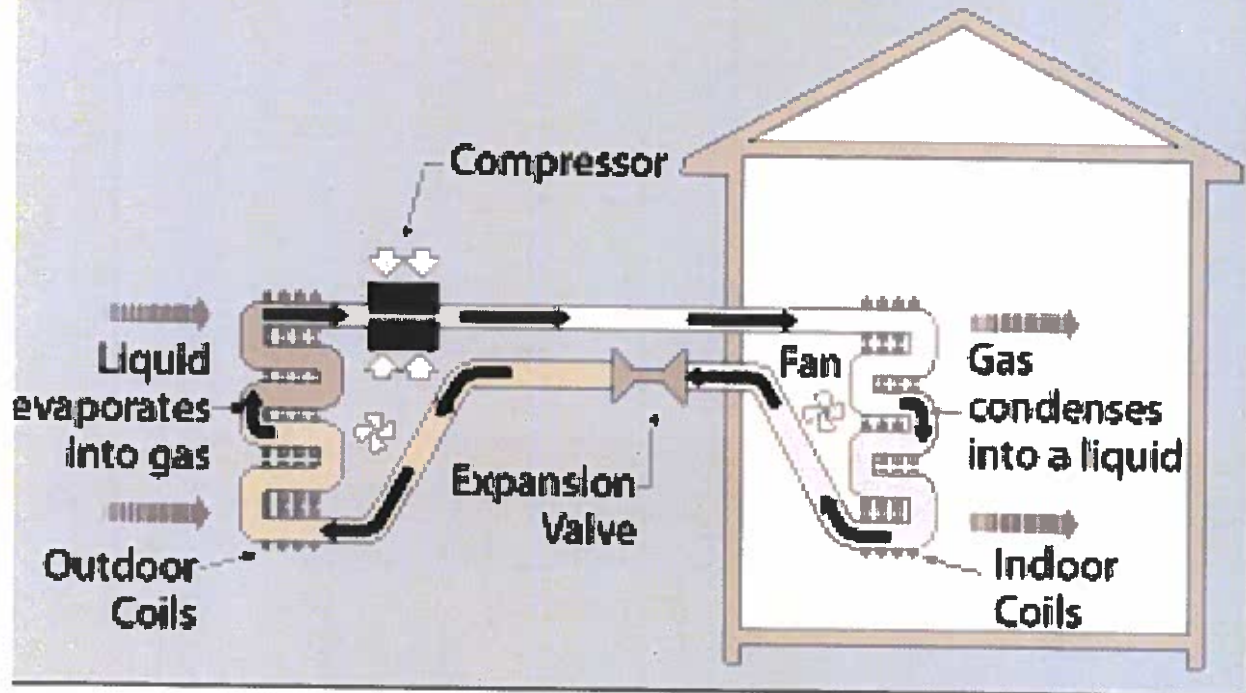 Compressor
Liquid
evaporates
into gas
Fan
Gas
condenses
into a liquid
Expansion
Valve
Outdoor
Coils
Indoor
Coils